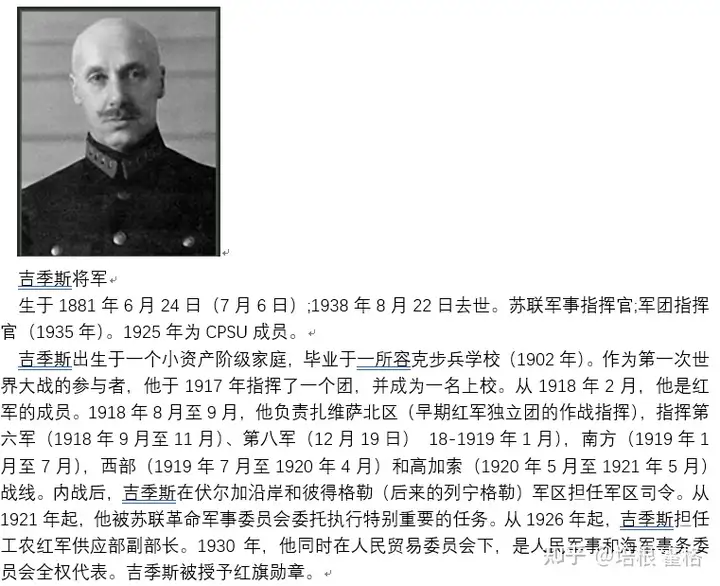 吉季斯将军
生于 1881 年 6 月 24 日（7 月 6 日）;1938 年 8 月 22 日去世。苏联军事指挥官;军团指挥
官（1935 年）。1925 年为 CPSU 成员。
吉季斯出生于一个小资产阶级家庭，毕业于一所容克步兵学校（1902 年）。作为第一次世
界大战的参与者，他于 1917 年指挥了一个团，并成为一名上校。从 1918 年 2 月，他是红
军的成员。1918 年 8 月至 9 月，他负责扎维萨北区（早期红军独立团的作战指挥），指挥第
六军（1918 年 9 月至 11 月）、第八军（12 月 19 日） 18-1919 年 1 月），南方（1919 年 1
月至 7 月），西部（1919 年 7 月至 1920 年 4 月）和高加索（1920 年 5 月至 1921 年 5 月）
战线。内战后，吉季斯在伏尔加沿岸和彼得格勒（后来的列宁格勒）军区担任军区司令。从
1921 年起，他被苏联革命军事委员会委托执行特别重要的任务。从 1926 年起，吉季斯担任
工农红军供应部副部长。1930 年，他同时在人民贸易委员会下，是人民军事和海军事务委
员会全权代表。吉季斯被授予红旗勋章。
知乎 @培根 霍格